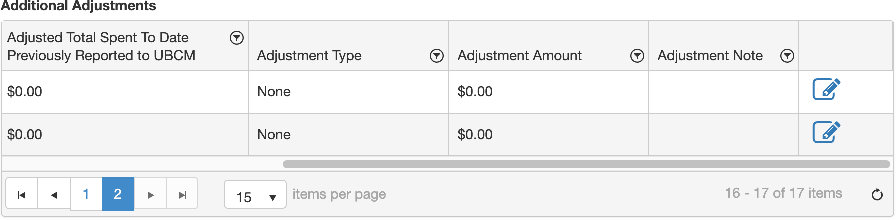 Additional Adjustments
Adjusted Total Spent To Date
Previously Reported to UBCM
Adjustment Type
Adjustment Amount
Adjustment Note
$0.00
None
$0.00
$0.00
None
$0.00
1
2
15
items per page
16 - 17 of 17 items